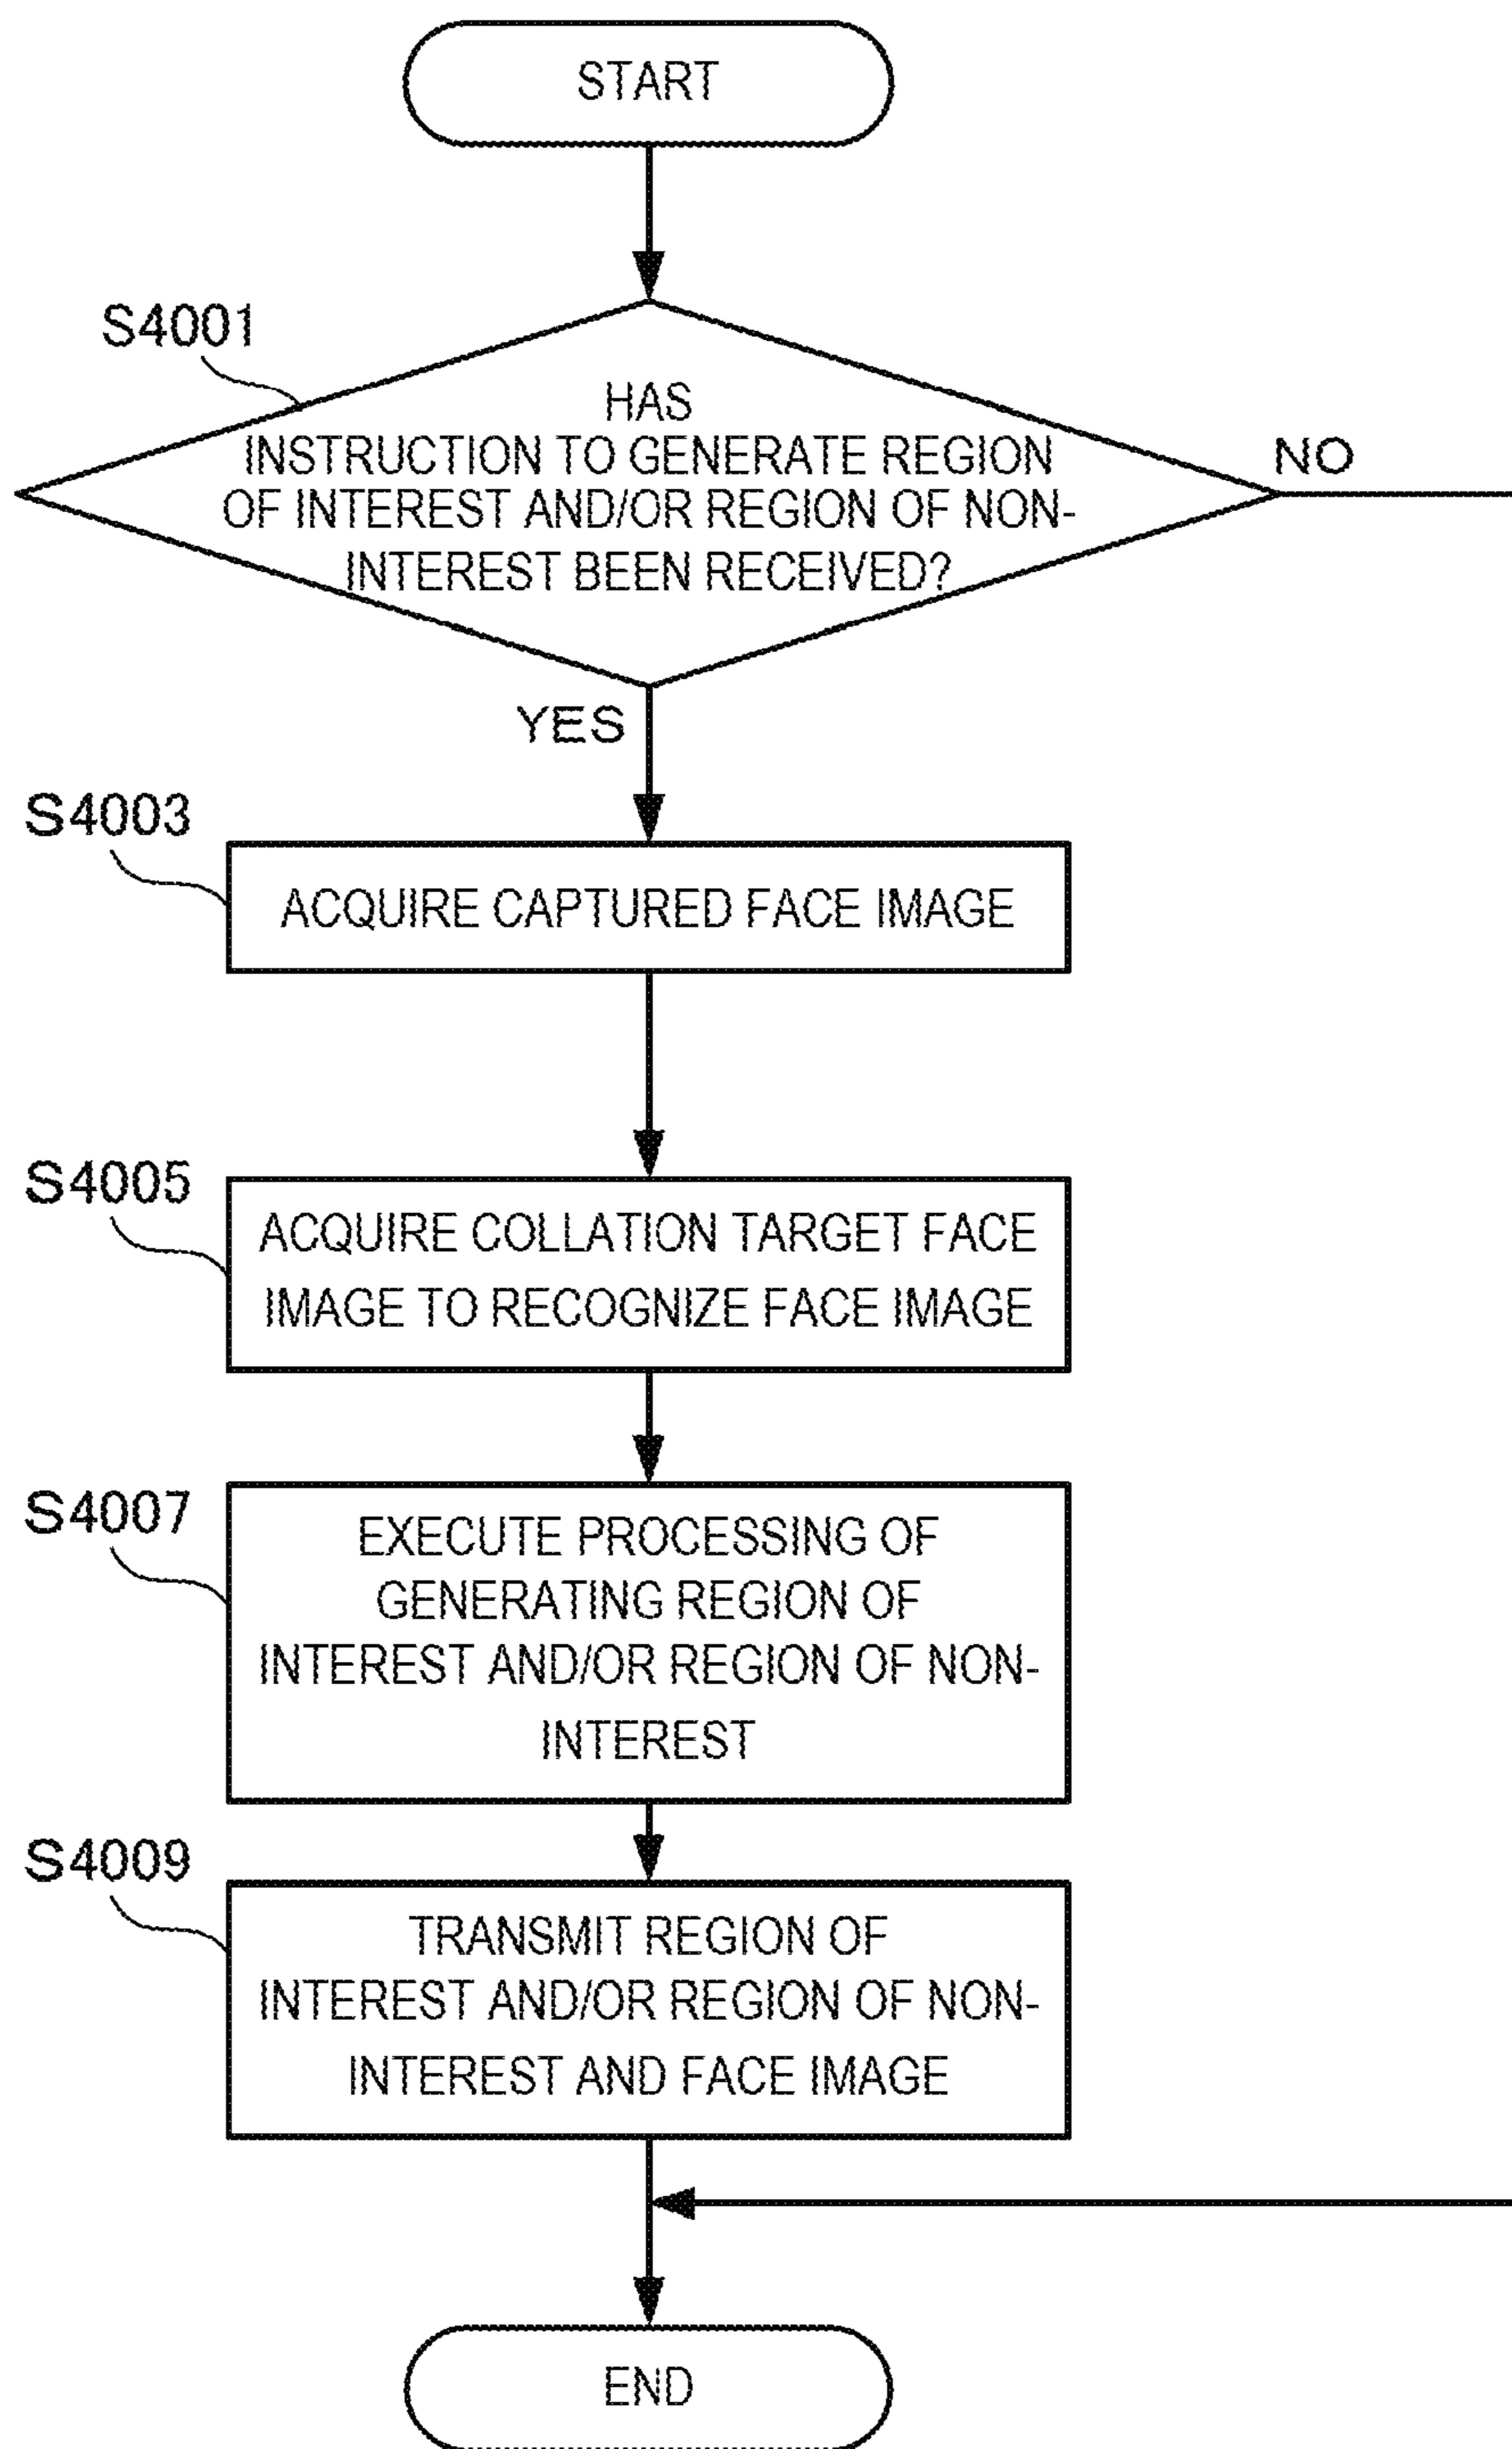 START
S4001
HAS
INSTRUCTION TO GENERATE REGION
OF INTEREST AND/OR REGION OF NON-
INTEREST BEEN RECEIVED?
NO
YES
S4003
ACQUIRE CAPTURED FACE IMAGE
S4005
ACQUIRE COLLATION TARGET FACE
IMAGE TO RECOGNIZE FACE IMAGE
S4007
EXECUTE PROCESSING OF
GENERATING REGION OF
INTEREST AND/OR REGION OF NON-
INTEREST
S4009
TRANSMIT REGION OF
INTEREST AND/OR REGION OF NON-
INTEREST AND FACE IMAGE
END